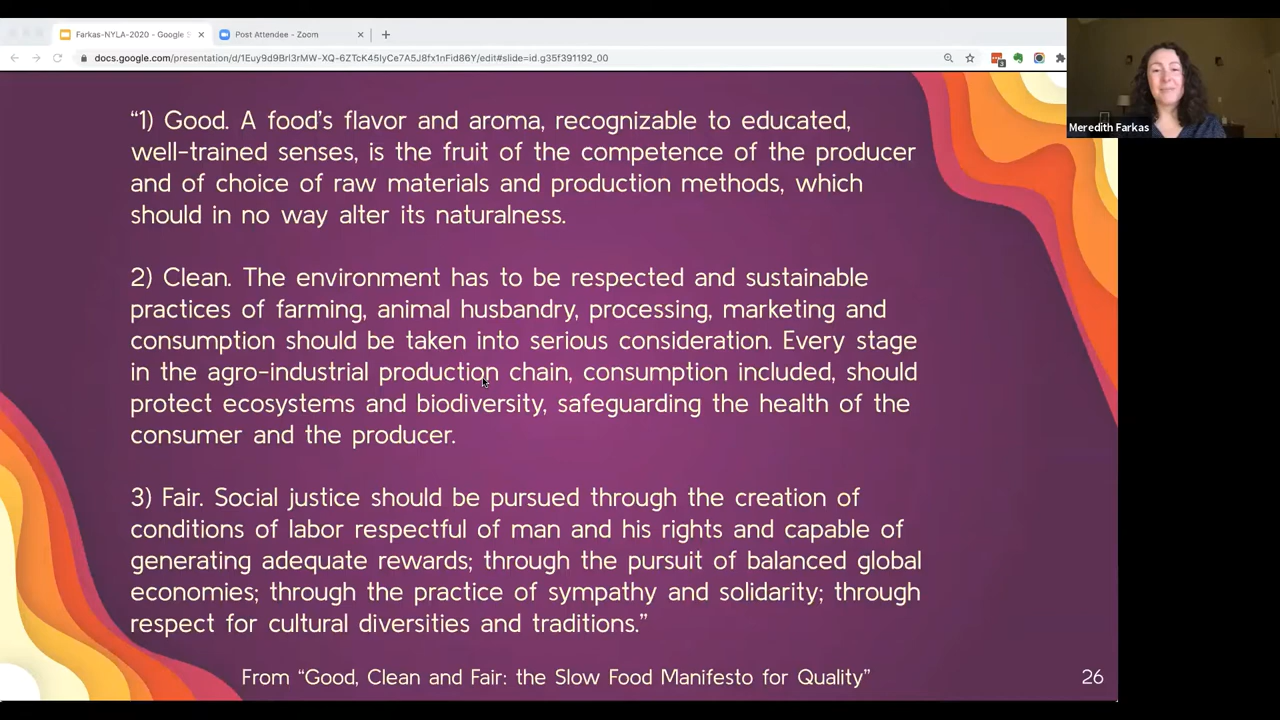 Farkas-NYLA-2020 - Google S
Post Attendee - Zoom
docs.google.com/presentation/d/1Euy9d9Brl3rMW-XQ-6ZTcK45IyCe7A5J8fx1nFid86Y/edit#slide=id.g35f391192_00
Meredith Farkas
“1) Good. A food’s flavor and aroma, recognizable to educated,
well-trained senses, is the fruit of the competence of the producer
and of choice of raw materials and production methods, which
should in no way alter its naturalness.
2) Clean. The environment has to be respected and sustainable
practices of farming, animal husbandry, processing, marketing and
consumption should be taken into serious consideration. Every stage
in the agro-industrial production chain, consumption included, should
protect ecosystems and biodiversity, safeguarding the health of the
consumer and the producer.
3) Fair. Social justice should be pursued through the creation of
conditions of labor respectful of man and his rights and capable of
generating adequate rewards; through the pursuit of balanced global
economies; through the practice of sympathy and solidarity; through
respect for cultural diversities and traditions.”
From “Good, Clean and Fair: the Slow Food Manifesto for Quality”
26